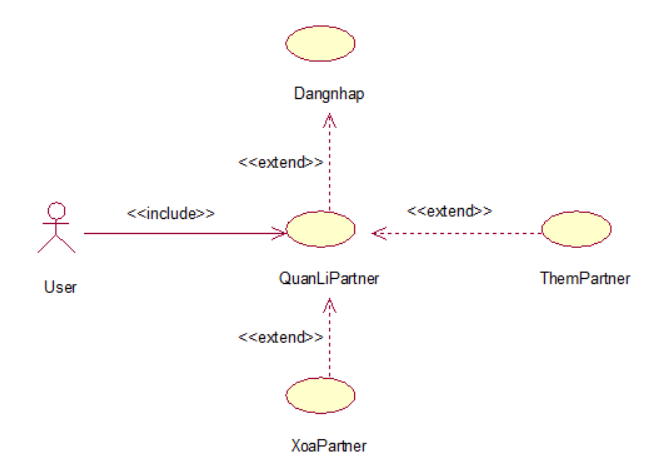 Dangnhap
<<extend>>
<<include>>
<<extend>>
User
QuanLiPartner
ThemPartner
<<extend>>
XoaPartner